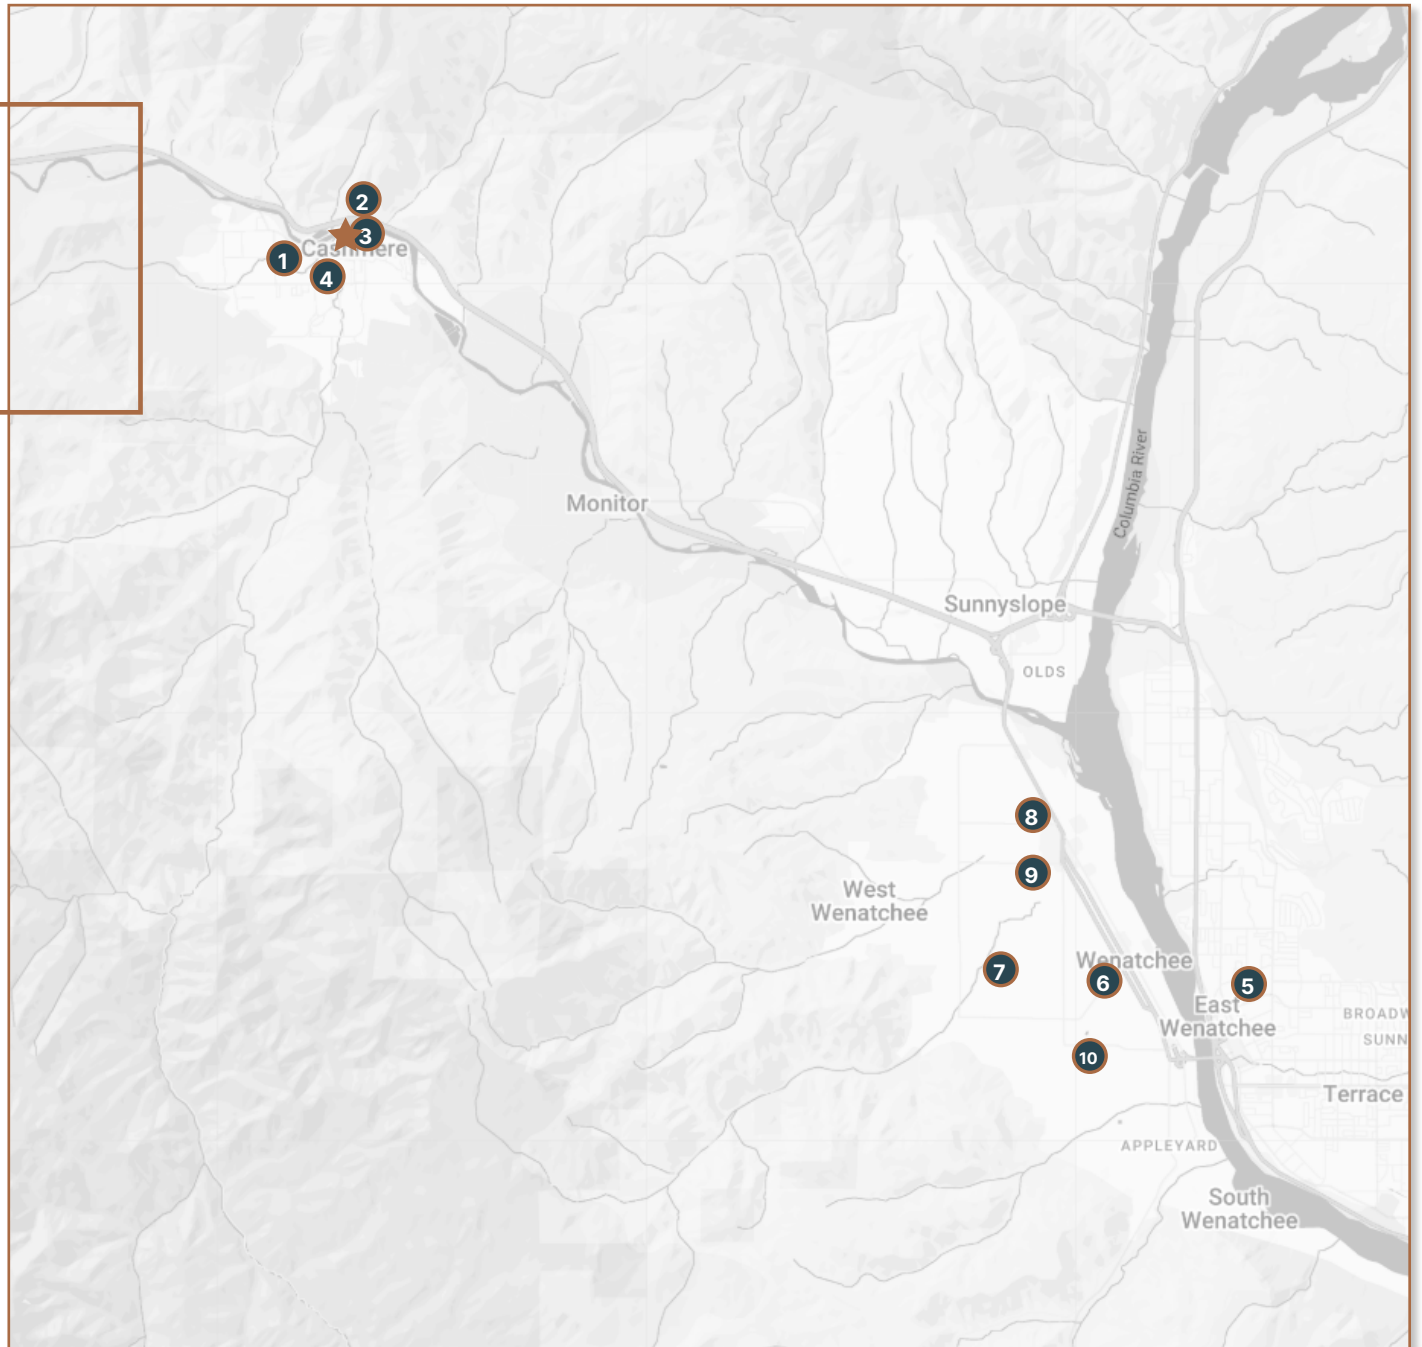 2
3
Cashmere
1
4
Columbia River
Monitor
Sunnyslope
OLDS
8
9
West
Wenatchee
7
Wenatchee
6
5
East
Wenatchee
BROADW
SUNN
10
Terrace
APPLEYARD
South
Wenatchee